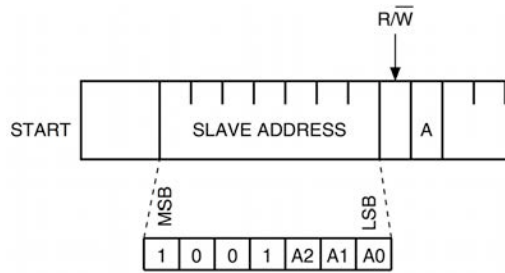 R/W̅
START
SLAVE ADDRESS
A
MSB
LSB
1 0 0 1 A2 A1 A0